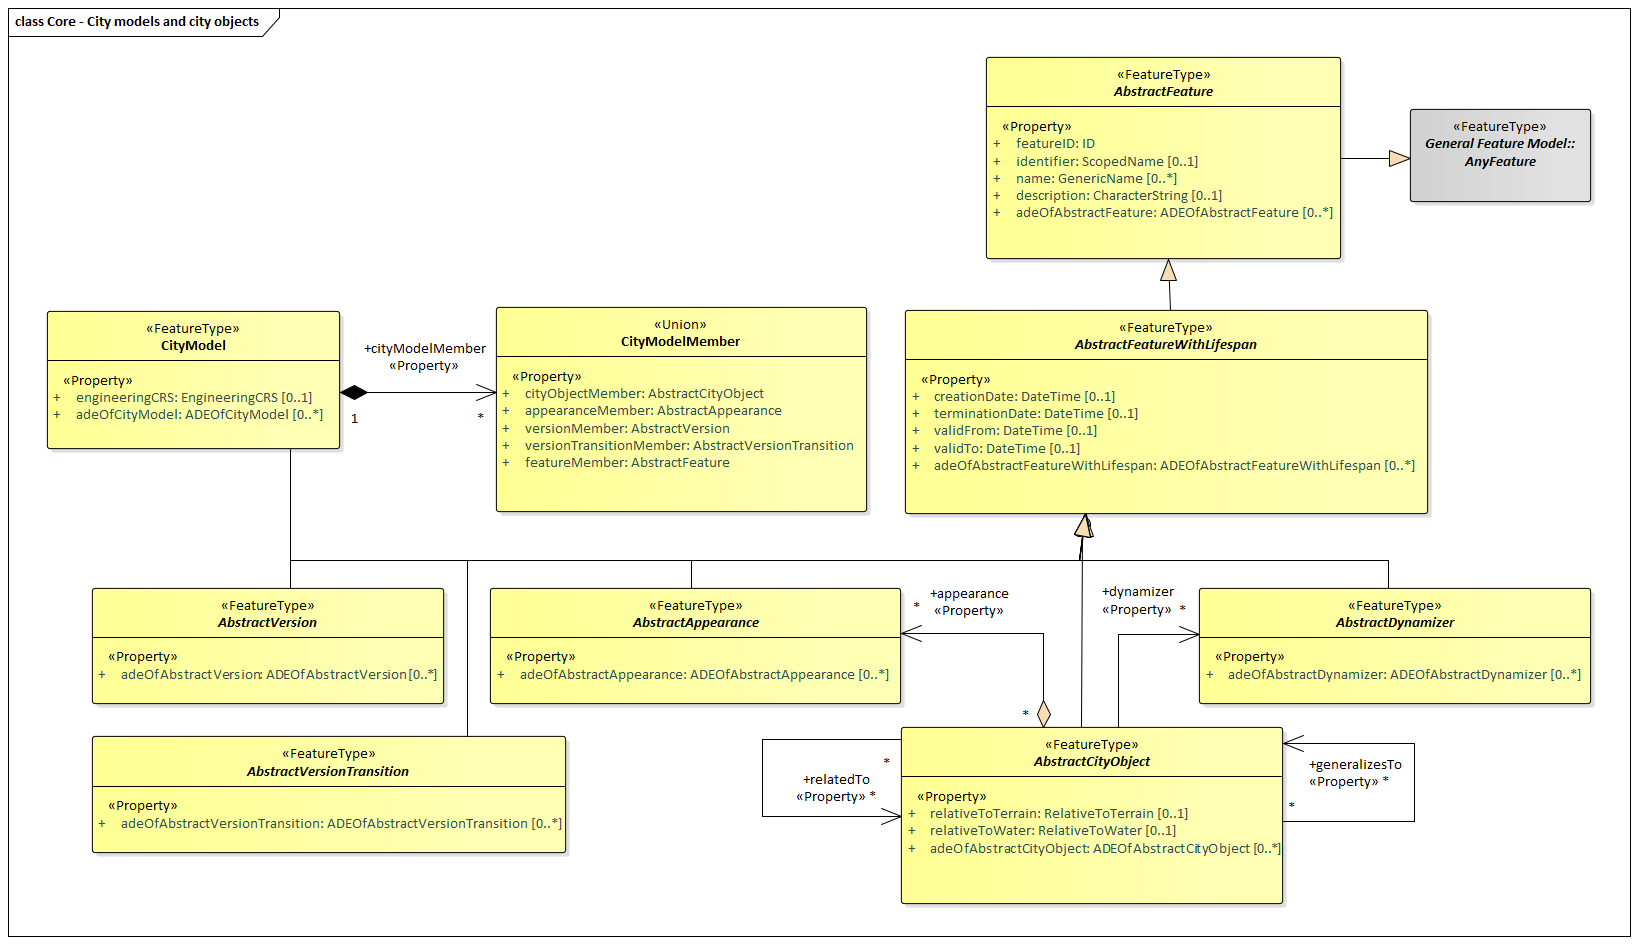 class Core - City models and city objects
«FeatureType»
AbstractFeature
«Property»
+ featureID: ID
+ identifier: ScopedName [0..1]
+ name: GenericName [0..*]
+ description: CharacterString [0..1]
+ adeOfAbstractFeature: ADEOfAbstractFeature [0..*]
«FeatureType»
General Feature Model::
AnyFeature
«FeatureType»
CityModel
«Property»
+ engineeringCRS: EngineeringCRS [0..1]
+ adeOfCityModel: ADEOfCityModel [0..*]
+cityModelMember
«Property»
1
*
«Union»
CityModelMember
«Property»
+ cityObjectMember: AbstractCityObject
+ appearanceMember: AbstractAppearance
+ versionMember: AbstractVersion
+ versionTransitionMember: AbstractVersionTransition
+ featureMember: AbstractFeature
«FeatureType»
AbstractFeatureWithLifespan
«Property»
+ creationDate: DateTime [0..1]
+ terminationDate: DateTime [0..1]
+ validFrom: DateTime [0..1]
+ validTo: DateTime [0..1]
+ adeOfAbstractFeatureWithLifespan: ADEOfAbstractFeatureWithLifespan [0..*]
«FeatureType»
AbstractVersion
«Property»
+ adeOfAbstractVersion: ADEOfAbstractVersion [0..*]
«FeatureType»
AbstractAppearance
«Property»
+ adeOfAbstractAppearance: ADEOfAbstractAppearance [0..*]
+appearance
* «Property»
*
+dynamizer
«Property» *
«FeatureType»
AbstractDynamizer
«Property»
+ adeOfAbstractDynamizer: ADEOfAbstractDynamizer [0..*]
«FeatureType»
AbstractVersionTransition
«Property»
+ adeOfAbstractVersionTransition: ADEOfAbstractVersionTransition [0..*]
*
+relatedTo
«Property» *
«FeatureType»
AbstractCityObject
«Property»
+ relativeToTerrain: RelativeToTerrain [0..1]
+ relativeToWater: RelativeToWater [0..1]
+ adeOfAbstractCityObject: ADEOfAbstractCityObject [0..*]
+generalizesTo
«Property» *
*